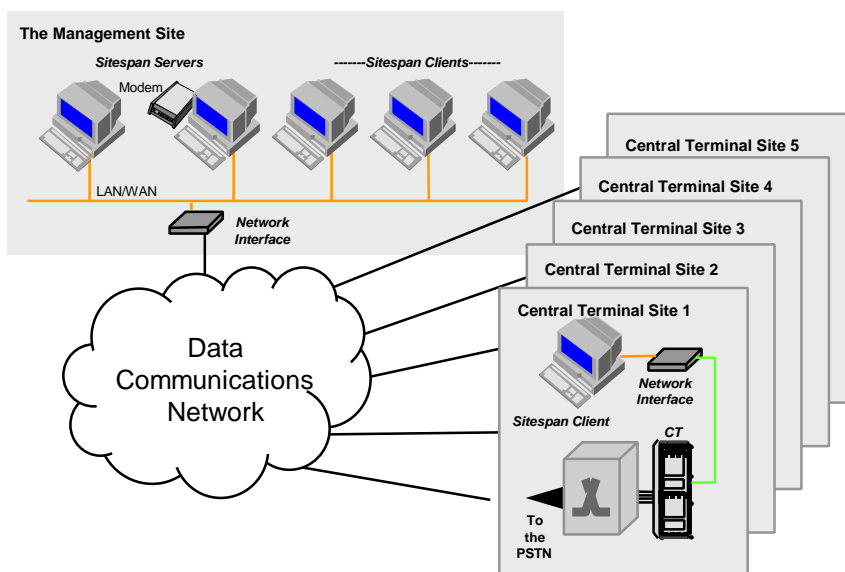 The Management Site
Sitespan Servers
-------Sitespan Clients-------
Modem
LAN/WAN
Network
Interface
Data
Communications
Network
Central Terminal Site 5
Central Terminal Site 4
Central Terminal Site 3
Central Terminal Site 2
Central Terminal Site 1
Network
Interface
Sitespan Client
CT
To
the
PSTN